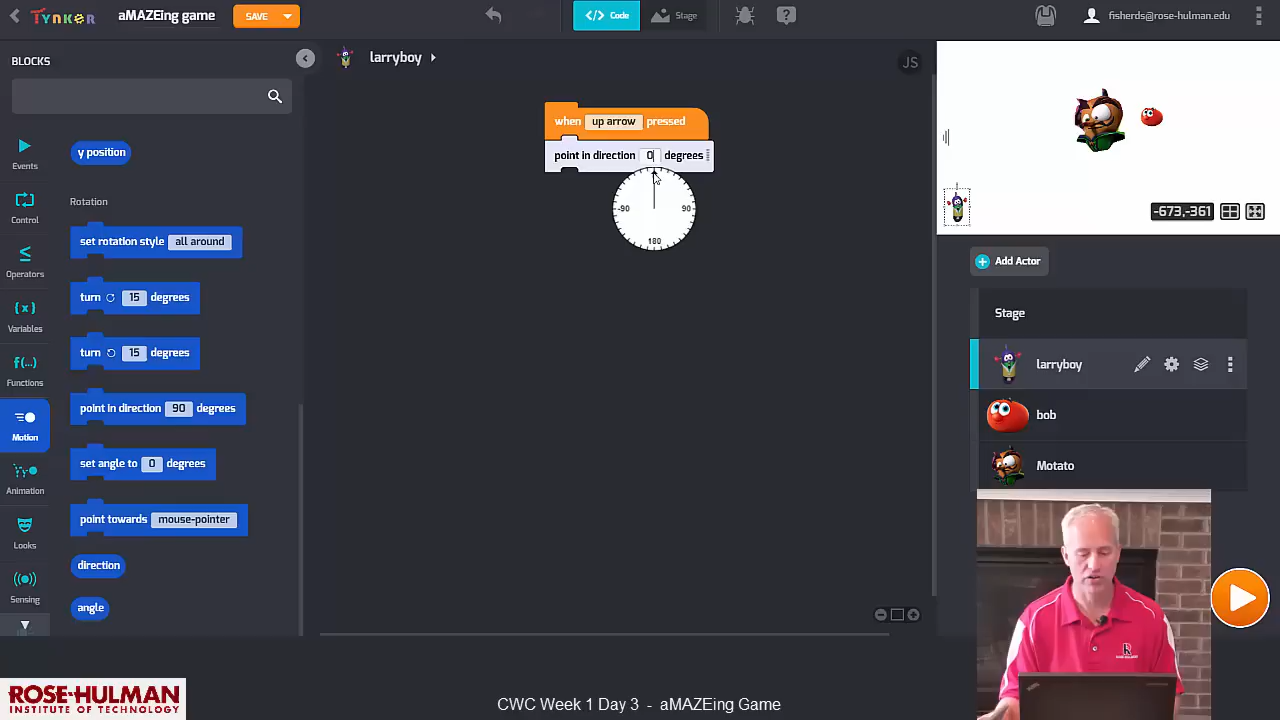 Tynker
aMAZEing game
SAVE
</> Code
Stage
fisherds@rose-hulman.edu
BLOCKS
larryboy
JS
Events
Control
Operators
{x}
Variables
f(...)
Functions
Motion
Animation
Looks
Sensing
y position
Rotation
set rotation style all around
turn 15 degrees
turn 15 degrees
point in direction 90 degrees
set angle to 0 degrees
point towards mouse-pointer
direction
angle
when up arrow pressed
point in direction 0 degrees
-90 90
180
-673,-361
Add Actor
Stage
larryboy
bob
Motato
ROSE-HULMAN
INSTITUTE OF TECHNOLOGY
CWC Week 1 Day 3 - aMAZEing Game